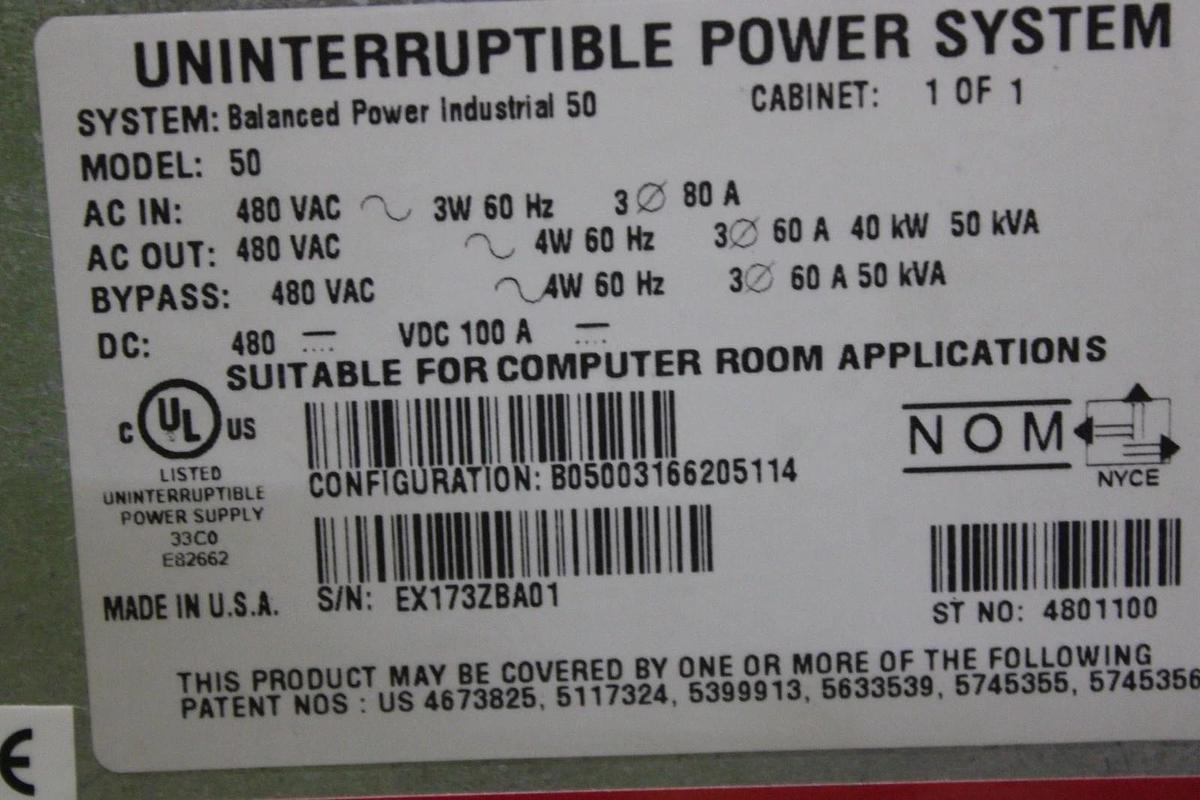 UNINTERRUPTIBLE POWER SYSTEM
SYSTEM: Balanced Power Industrial 50 CABINET: 1 OF 1
MODEL: 50
AC IN: 480 VAC ~ 3W 60 Hz 3∅ 80 A
AC OUT: 480 VAC ~ 4W 60 Hz 3∅ 60 A 40 kW 50 kVA
BYPASS: 480 VAC ~ 4W 60 Hz 3∅ 60 A 50 kVA
DC: 480 ⎓ VDC 100 A ⎓
SUITABLE FOR COMPUTER ROOM APPLICATIONS
C UL US
LISTED
UNINTERRUPTIBLE
POWER SUPPLY
33C0
E82662
MADE IN U.S.A.
CONFIGURATION: B05003166205114
S/N: EX173ZBA01
NOM
NYCE
ST NO: 4801100
THIS PRODUCT MAY BE COVERED BY ONE OR MORE OF THE FOLLOWING
PATENT NOS : US 4673825, 5117324, 5399913, 5633539, 5745355, 5745356
CE